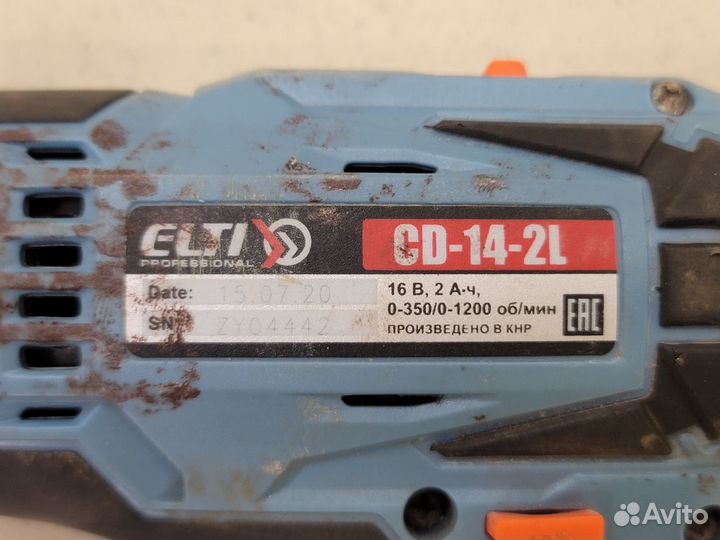 ELTI
PROFESSIONAL
CD-14-2L
Date: 15.07.20
SN ZY04442
16 В, 2 А·ч,
0-350/0-1200 об/мин
ПРОИЗВЕДЕНО В КНР
EAC
Avito